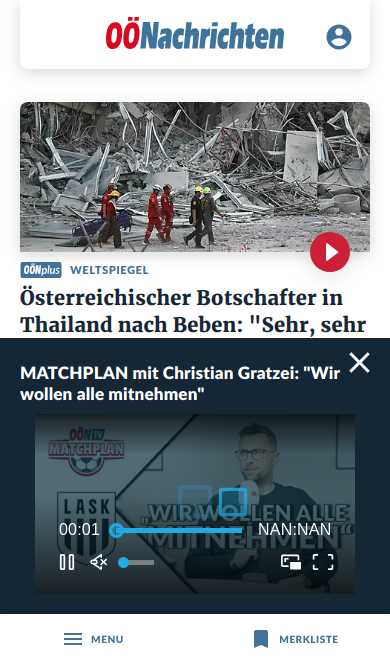 OÖNachrichten
OÖNplus WELTSPIEGEL
Österreichischer Botschafter in
Thailand nach Beben: "Sehr, sehr
MATCHPLAN mit Christian Gratzei: "Wir
wollen alle mitnehmen"
OÖN TV
MATCHPLAN
LASK
„WIR WOLLEN ALLE
MITNEHMEN"
00:01 NAN:NAN
MENU MERKLISTE